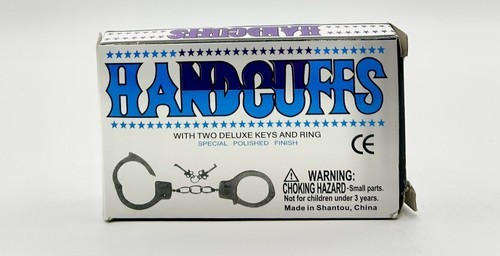 HANDCUFFS
HANDCUFFS
WITH TWO DELUXE KEYS AND RING
SPECIAL POLISHED FINISH
CE
WARNING:
CHOKING HAZARD-Small parts.
Not for children under 3 years.
Made in Shantou, China